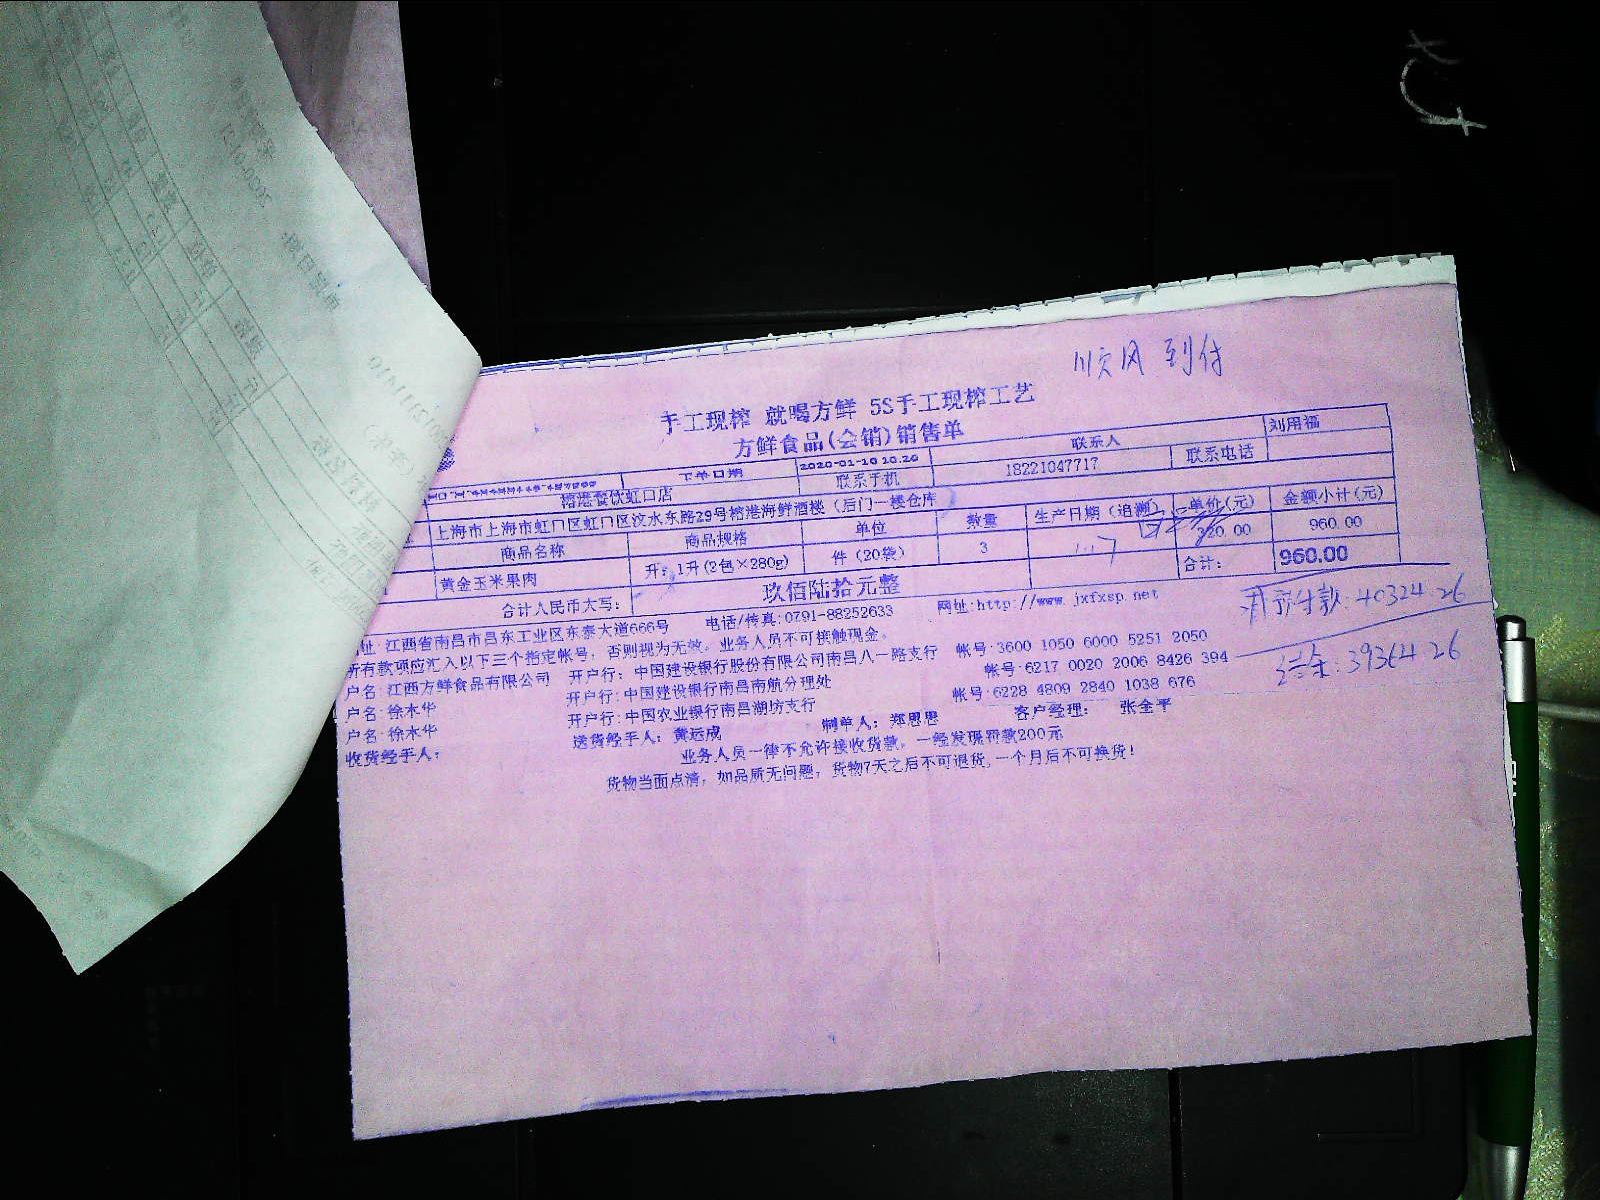 顺风 到付
手工现榨 就喝方鲜 5S手工现榨工艺
方鲜食品(会销)销售单
下单日期 2020-01-10 10:20 联系人 刘用福
榕港餐饮虹口店 联系手机 18221047717 联系电话
上海市上海市虹口区虹口区汶水东路29号榕港海鲜酒楼（后门一楼仓库
商品名称 商品规格 单位 数量 生产日期（追溯） 单价(元) 金额小计(元)
黄金玉米果肉 升：1升(2包×280g) 件（20袋） 3 1.17 320.00 960.00
合计人民币大写： 玖佰陆拾元整 合计： 960.00
址:江西省南昌市昌东工业区东泰大道666号 电话/传真:0791-88252633 网址:http://www.jxfxsp.net
预付款:40324.26
所有款项应汇入以下三个指定帐号，否则视为无效。业务人员不可接触现金。
户名:江西方鲜食品有限公司 开户行：中国建设银行股份有限公司南昌八一路支行 帐号:3600 1050 6000 5251 2050
结余:39364.26
户名:徐木华 开户行:中国建设银行南昌南航分理处 帐号:6217 0020 2006 8426 394
户名:徐木华 开户行:中国农业银行南昌湖坊支行 帐号:6228 4809 2840 1038 676
收货经手人： 送货经手人：黄运成 制单人：郑思思 客户经理： 张全平
业务人员一律不允许接收货款，一经发现罚款200元
货物当面点清，如品质无问题，货物7天之后不可退货,一个月后不可换货！